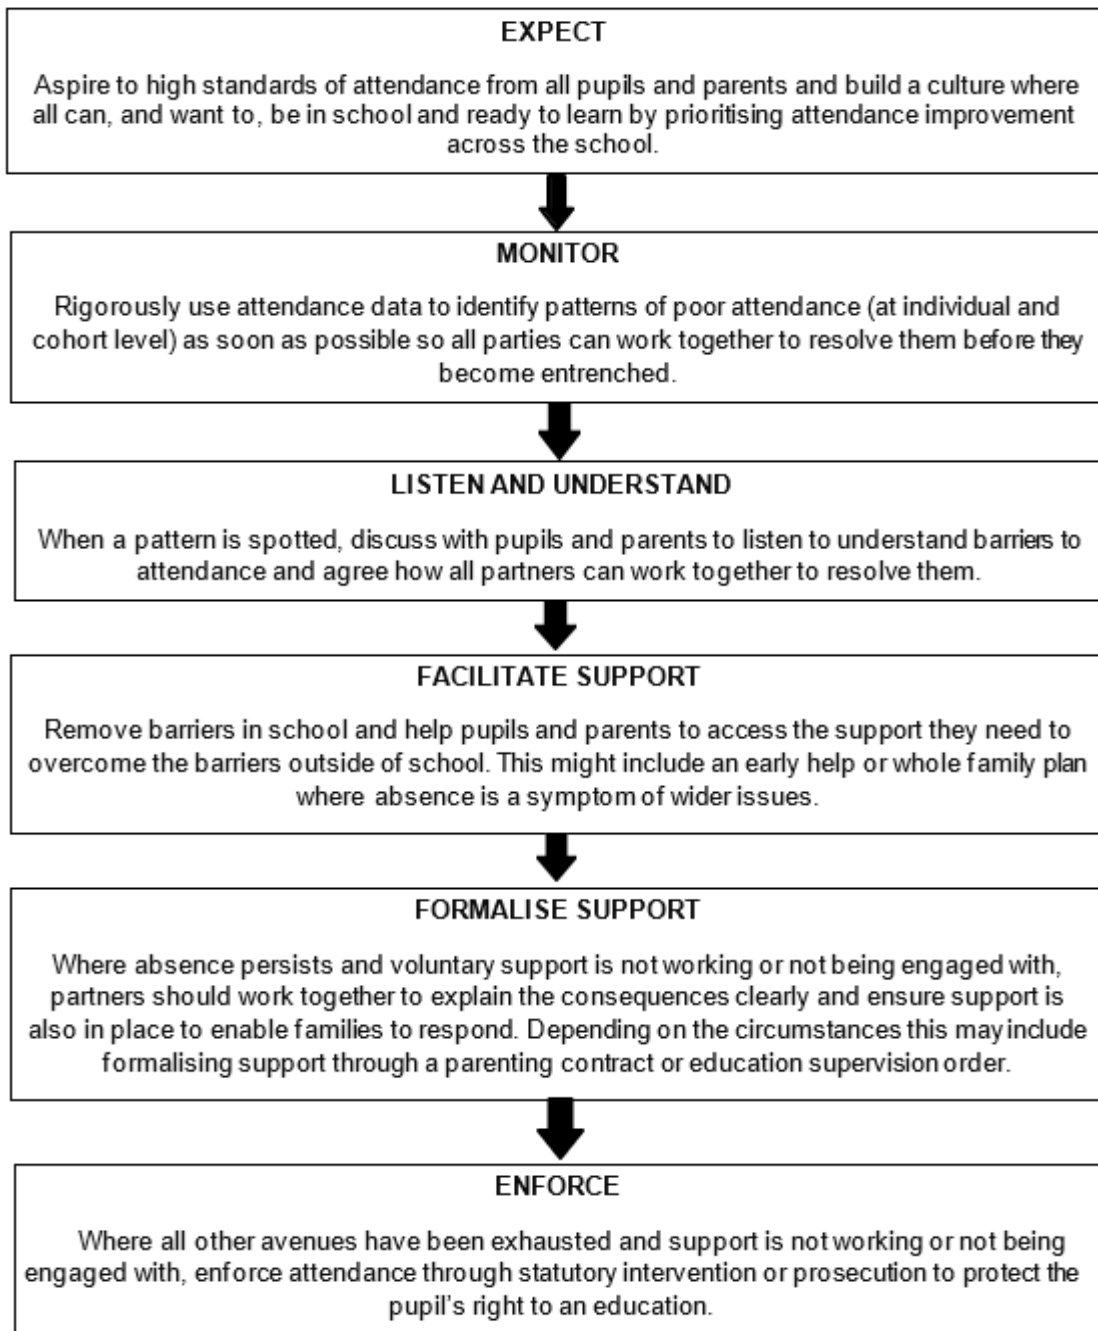 EXPECT
Aspire to high standards of attendance from all pupils and parents and build a culture where
all can, and want to, be in school and ready to learn by prioritising attendance improvement
across the school.
MONITOR
Rigorously use attendance data to identify patterns of poor attendance (at individual and
cohort level) as soon as possible so all parties can work together to resolve them before they
become entrenched.
LISTEN AND UNDERSTAND
When a pattern is spotted, discuss with pupils and parents to listen to understand barriers to
attendance and agree how all partners can work together to resolve them.
FACILITATE SUPPORT
Remove barriers in school and help pupils and parents to access the support they need to
overcome the barriers outside of school. This might include an early help or whole family plan
where absence is a symptom of wider issues.
FORMALISE SUPPORT
Where absence persists and voluntary support is not working or not being engaged with,
partners should work together to explain the consequences clearly and ensure support is
also in place to enable families to respond. Depending on the circumstances this may include
formalising support through a parenting contract or education supervision order.
ENFORCE
Where all other avenues have been exhausted and support is not working or not being
engaged with, enforce attendance through statutory intervention or prosecution to protect the
pupil's right to an education.